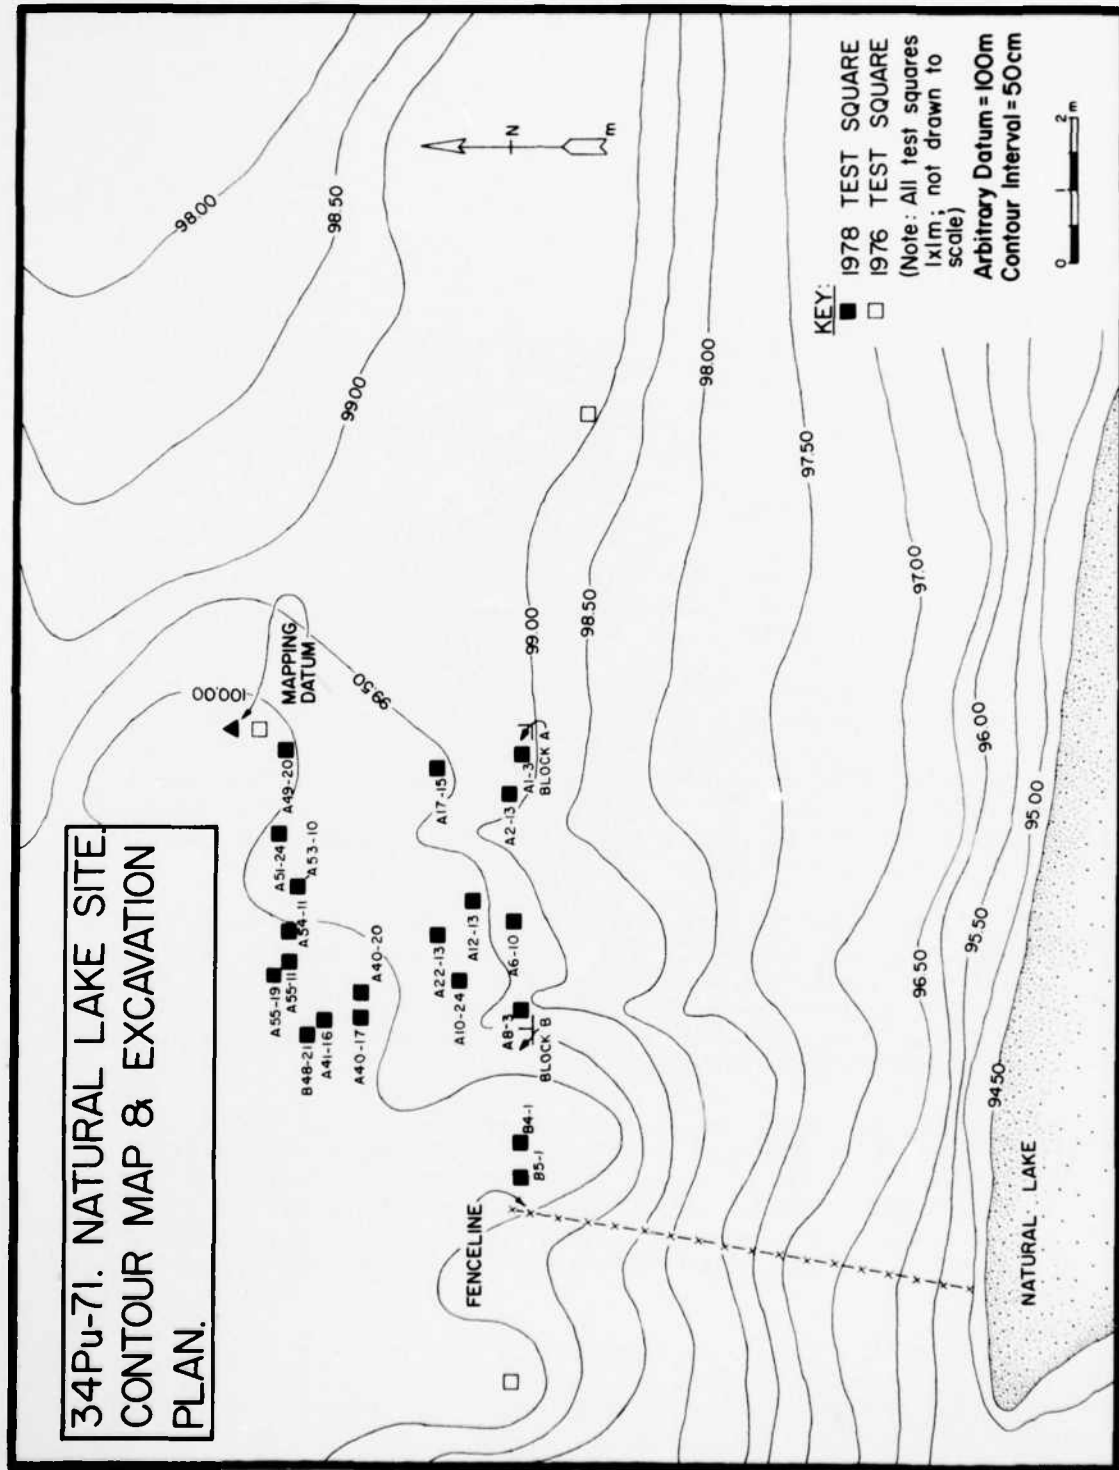 34Pu-71. NATURAL LAKE SITE.
CONTOUR MAP & EXCAVATION
PLAN.
98.00
98.50
99.00
100.00
MAPPING
DATUM
99.50
A49-20
A51-24
A53-10
A54-11
A55-11
A55-19
B48-21
A41-16
A40-17
A40-20
A17-15
A22-13
A12-13
A10-24
A2-13
A1-3
BLOCK A
A6-10
A8-3
BLOCK B
B4-1
B5-1
FENCELINE
99.00
98.50
98.00
97.50
97.00
96.50
96.00
95.50
95.00
94.50
NATURAL LAKE
N
m
KEY:
1978 TEST SQUARE
1976 TEST SQUARE
(Note: All test squares
1x1m; not drawn to
scale)
Arbitrary Datum = 100m
Contour Interval = 50cm
0 1 2
m